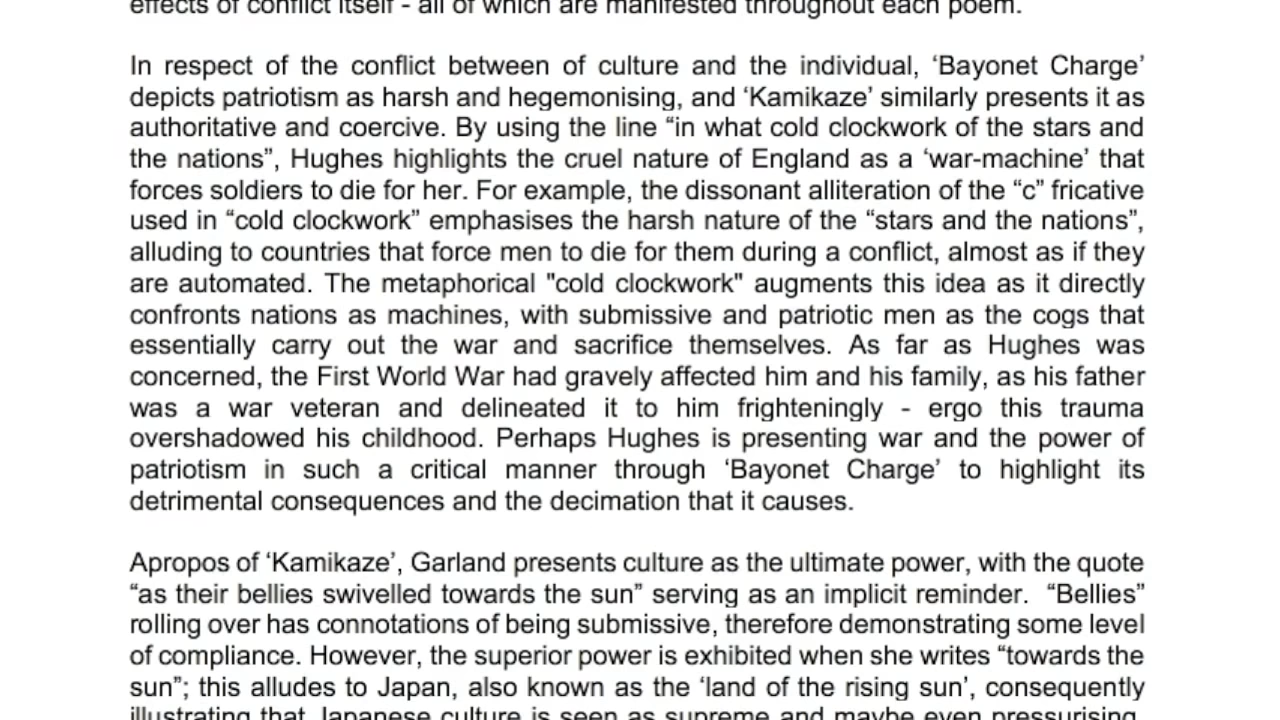 effects of conflict itself - all of which are manifested throughout each poem.
In respect of the conflict between of culture and the individual, ‘Bayonet Charge’
depicts patriotism as harsh and hegemonising, and ‘Kamikaze’ similarly presents it as
authoritative and coercive. By using the line “in what cold clockwork of the stars and
the nations”, Hughes highlights the cruel nature of England as a ‘war-machine’ that
forces soldiers to die for her. For example, the dissonant alliteration of the “c” fricative
used in “cold clockwork” emphasises the harsh nature of the “stars and the nations”,
alluding to countries that force men to die for them during a conflict, almost as if they
are automated. The metaphorical "cold clockwork" augments this idea as it directly
confronts nations as machines, with submissive and patriotic men as the cogs that
essentially carry out the war and sacrifice themselves. As far as Hughes was
concerned, the First World War had gravely affected him and his family, as his father
was a war veteran and delineated it to him frighteningly - ergo this trauma
overshadowed his childhood. Perhaps Hughes is presenting war and the power of
patriotism in such a critical manner through ‘Bayonet Charge’ to highlight its
detrimental consequences and the decimation that it causes.
Apropos of ‘Kamikaze’, Garland presents culture as the ultimate power, with the quote
“as their bellies swivelled towards the sun” serving as an implicit reminder. “Bellies”
rolling over has connotations of being submissive, therefore demonstrating some level
of compliance. However, the superior power is exhibited when she writes “towards the
sun”; this alludes to Japan, also known as the ‘land of the rising sun’, consequently
illustrating that Japanese culture is seen as supreme and maybe even pressurising.